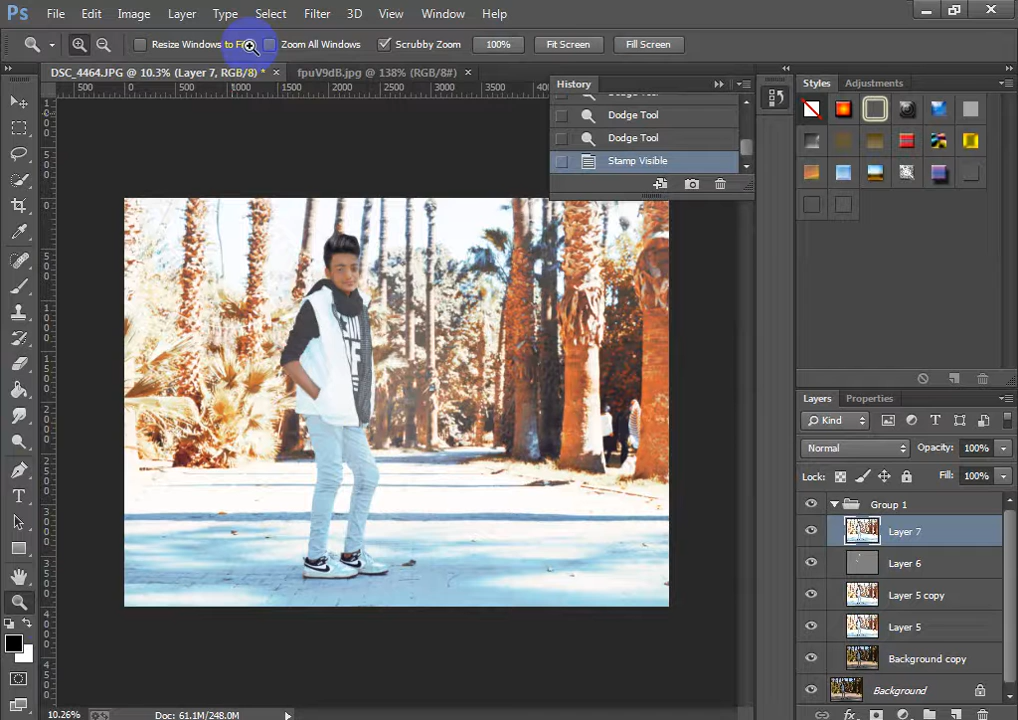 Ps File Edit Image Layer Type Select Filter 3D View Window Help
Resize Windows to Fit Zoom All Windows Scrubby Zoom 100% Fit Screen Fill Screen
DSC_4464.JPG @ 10.3% (Layer 7, RGB/8) * × fpuV9dB.jpg @ 138% (RGB/8#) ×
History
Dodge Tool
Dodge Tool
Dodge Tool
Stamp Visible
Styles Adjustments
Layers Properties
Kind
Normal Opacity: 100%
Lock: Fill: 100%
Group 1
Layer 7
Layer 6
Layer 5 copy
Layer 5
Background copy
Background
10.26% Doc: 61.1M/248.0M